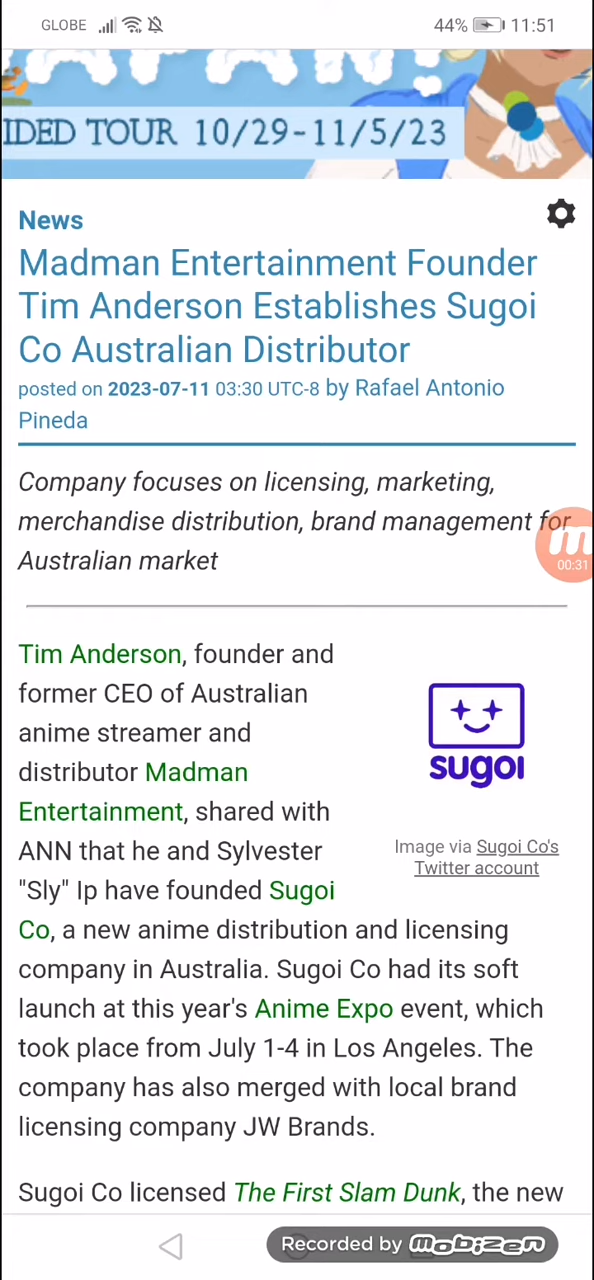 GLOBE
44% 11:51
IDED TOUR 10/29-11/5/23
News
Madman Entertainment Founder
Tim Anderson Establishes Sugoi
Co Australian Distributor
posted on 2023-07-11 03:30 UTC-8 by Rafael Antonio
Pineda
Company focuses on licensing, marketing,
merchandise distribution, brand management for
Australian market
00:31
Tim Anderson, founder and
former CEO of Australian
anime streamer and
distributor Madman
Entertainment, shared with
ANN that he and Sylvester
"Sly" Ip have founded Sugoi
sugoi
Image via Sugoi Co's
Twitter account
Co, a new anime distribution and licensing
company in Australia. Sugoi Co had its soft
launch at this year's Anime Expo event, which
took place from July 1-4 in Los Angeles. The
company has also merged with local brand
licensing company JW Brands.
Sugoi Co licensed The First Slam Dunk, the new
Recorded by mobizen